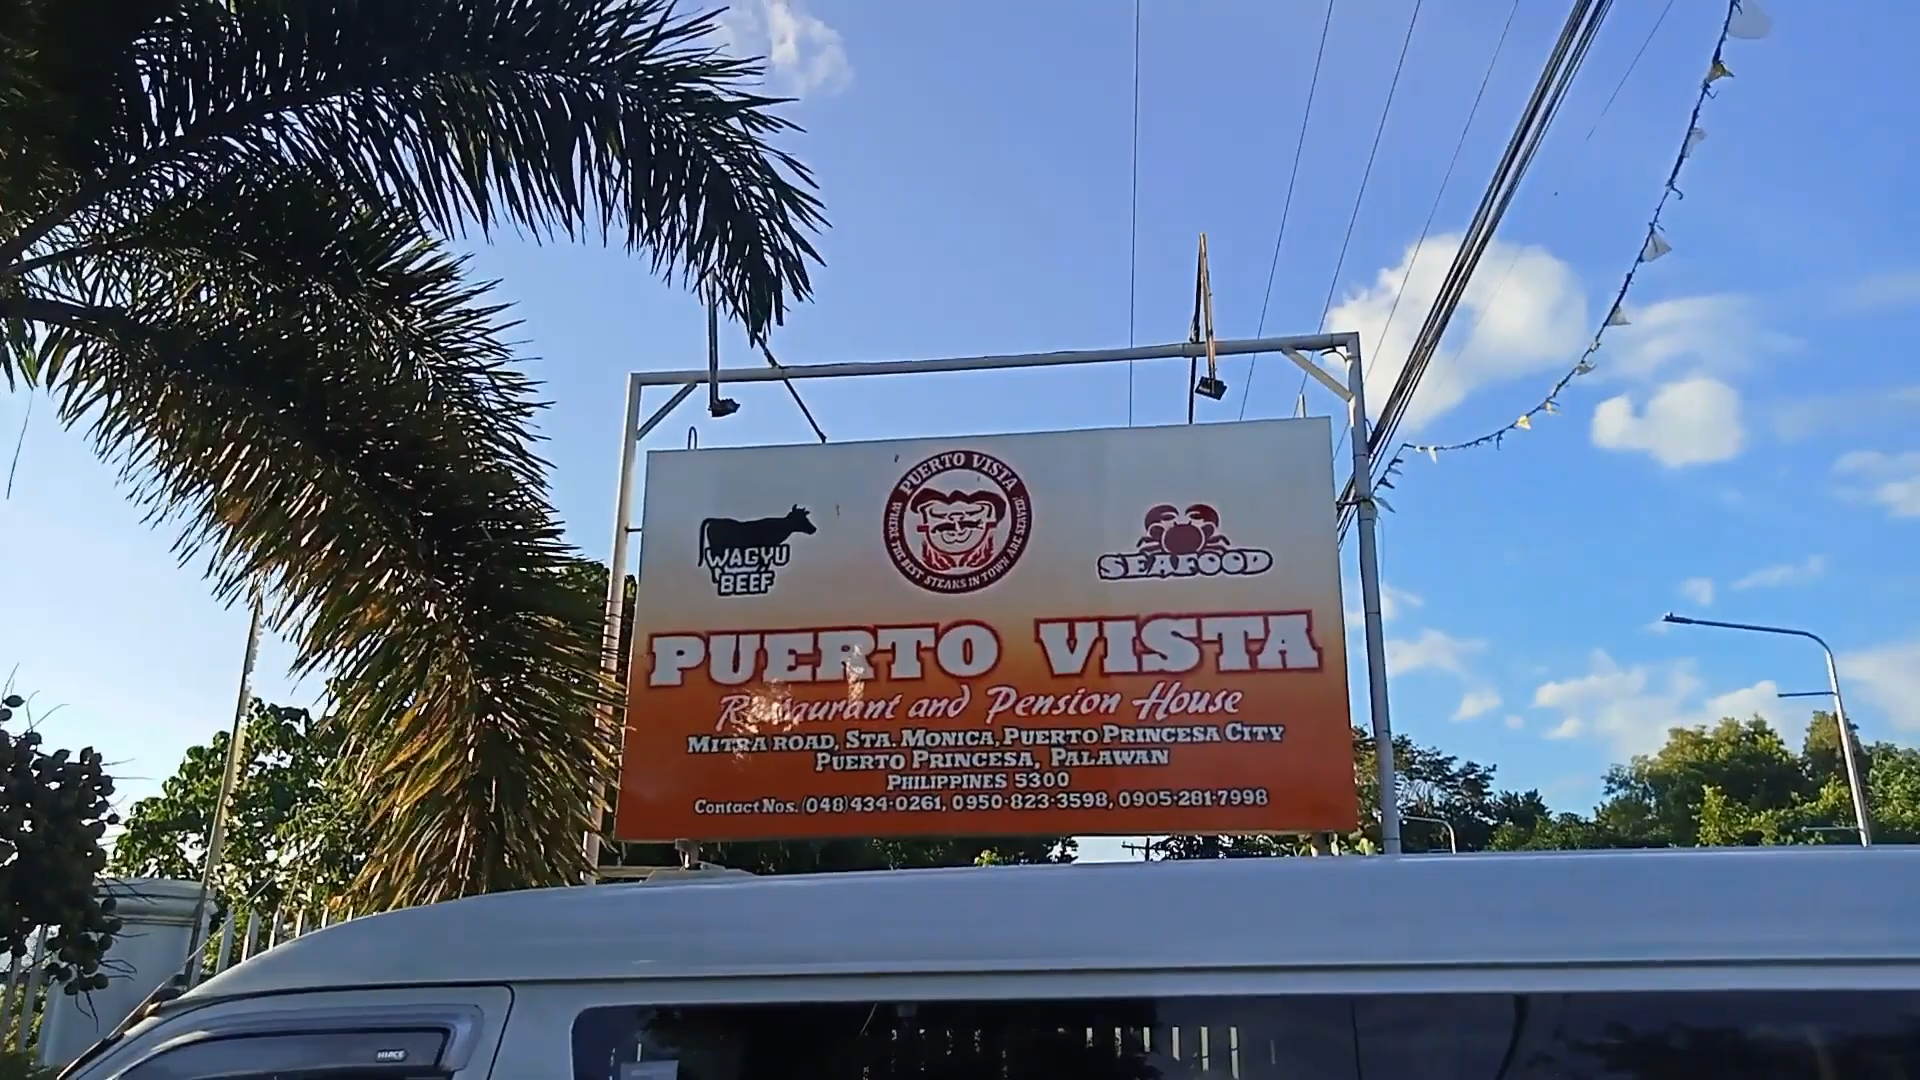 PUERTO VISTA
WHERE THE BEST STEAKS IN TOWN ARE SERVED!
WAGYU
BEEF
SEAFOOD
PUERTO VISTA
Restaurant and Pension House
MITRA ROAD, STA. MONICA, PUERTO PRINCESA CITY
PUERTO PRINCESA, PALAWAN
PHILIPPINES 5300
Contact Nos. (048)434-0261, 0950-823-3598, 0905-281-7998
HIACE